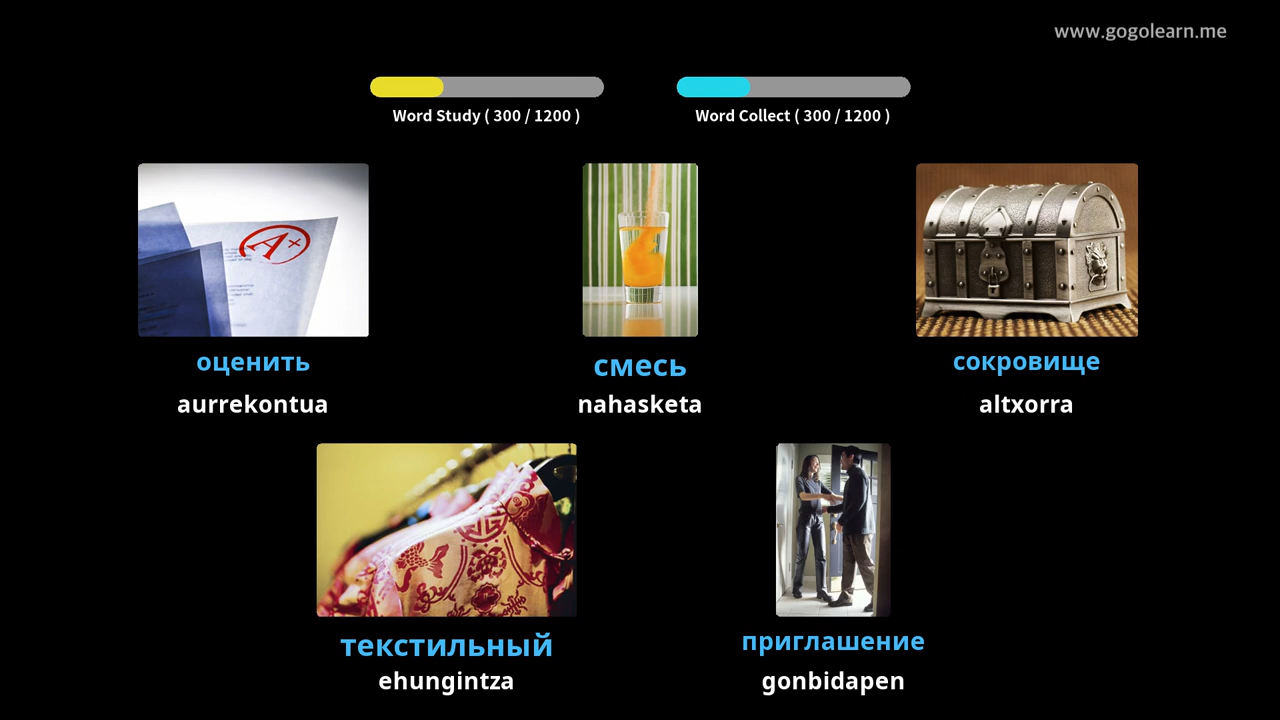 www.gogolearn.me
Word Study ( 300 / 1200 )
Word Collect ( 300 / 1200 )
A+
оценить
aurrekontua
смесь
nahasketa
сокровище
altxorra
текстильный
ehungintza
приглашение
gonbidapen